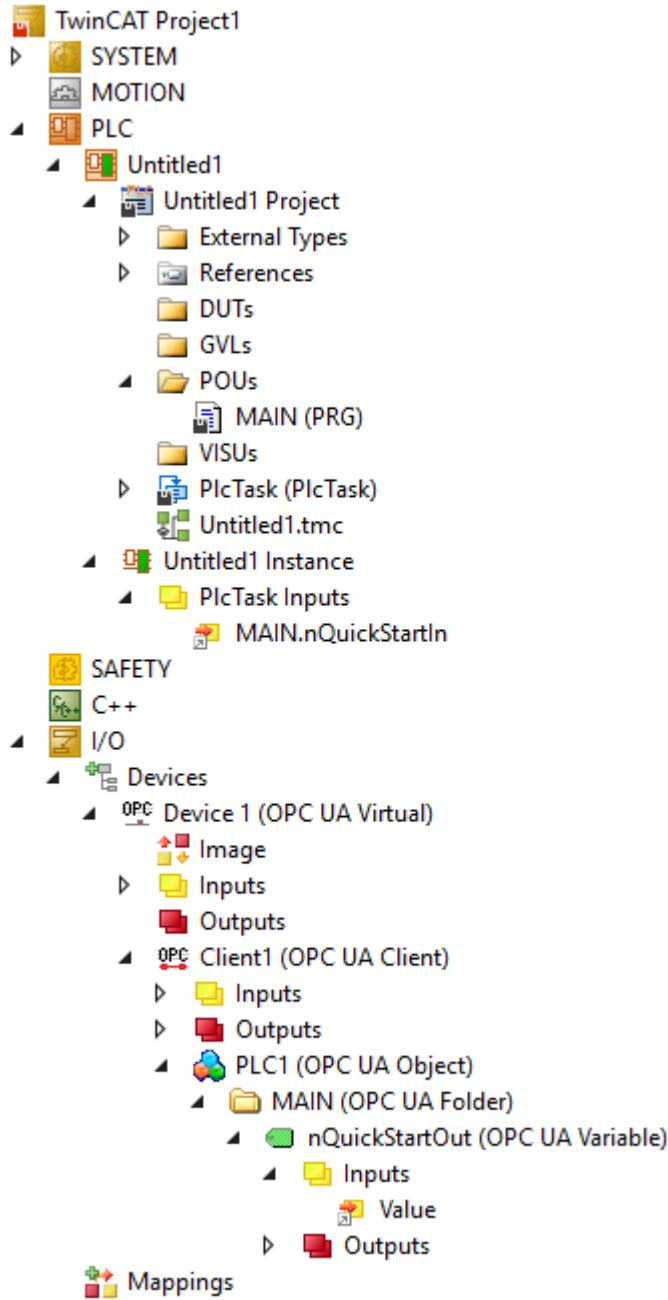 TwinCAT Project1
SYSTEM
MOTION
PLC
Untitled1
Untitled1 Project
External Types
References
DUTs
GVLs
POUs
MAIN (PRG)
VISUs
PlcTask (PlcTask)
Untitled1.tmc
Untitled1 Instance
PlcTask Inputs
MAIN.nQuickStartIn
SAFETY
C++
I/O
Devices
OPC Device 1 (OPC UA Virtual)
Image
Inputs
Outputs
OPC Client1 (OPC UA Client)
Inputs
Outputs
PLC1 (OPC UA Object)
MAIN (OPC UA Folder)
nQuickStartOut (OPC UA Variable)
Inputs
Value
Outputs
Mappings